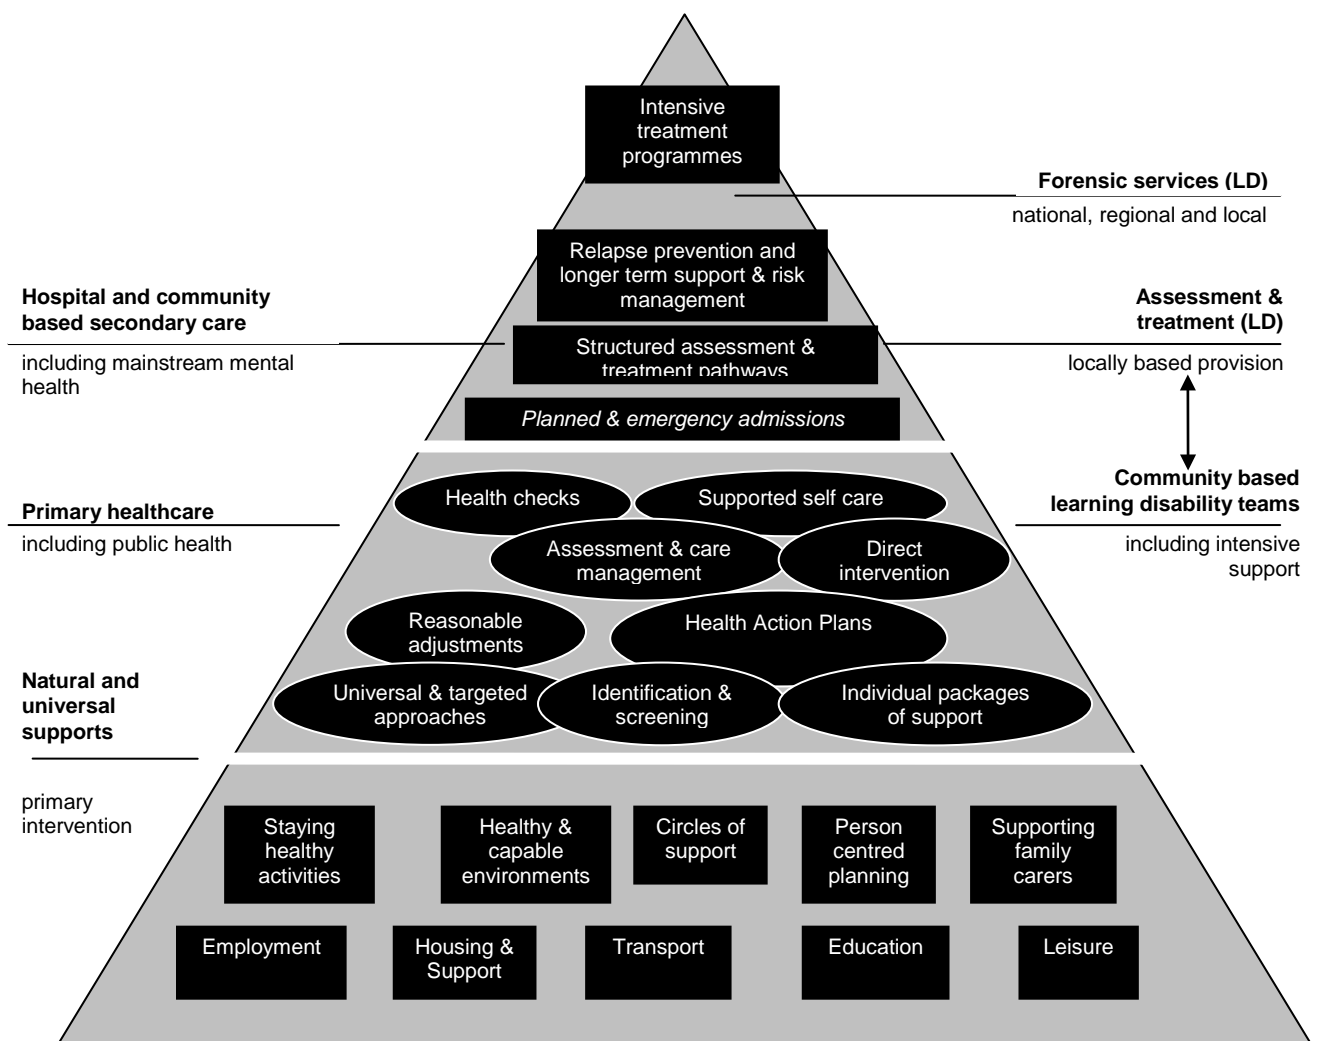 Intensive
treatment
programmes
Forensic services (LD)
national, regional and local
Relapse prevention and
longer term support & risk
management
Hospital and community
based secondary care
including mainstream mental
health
Assessment &
treatment (LD)
locally based provision
Structured assessment &
treatment pathways
Planned & emergency admissions
Health checks
Supported self care
Community based
learning disability teams
including intensive
support
Primary healthcare
including public health
Assessment & care
management
Direct
intervention
Reasonable
adjustments
Health Action Plans
Natural and
universal
supports
primary
intervention
Universal & targeted
approaches
Identification &
screening
Individual packages
of support
Staying
healthy
activities
Healthy &
capable
environments
Circles of
support
Person
centred
planning
Supporting
family
carers
Employment
Housing &
Support
Transport
Education
Leisure